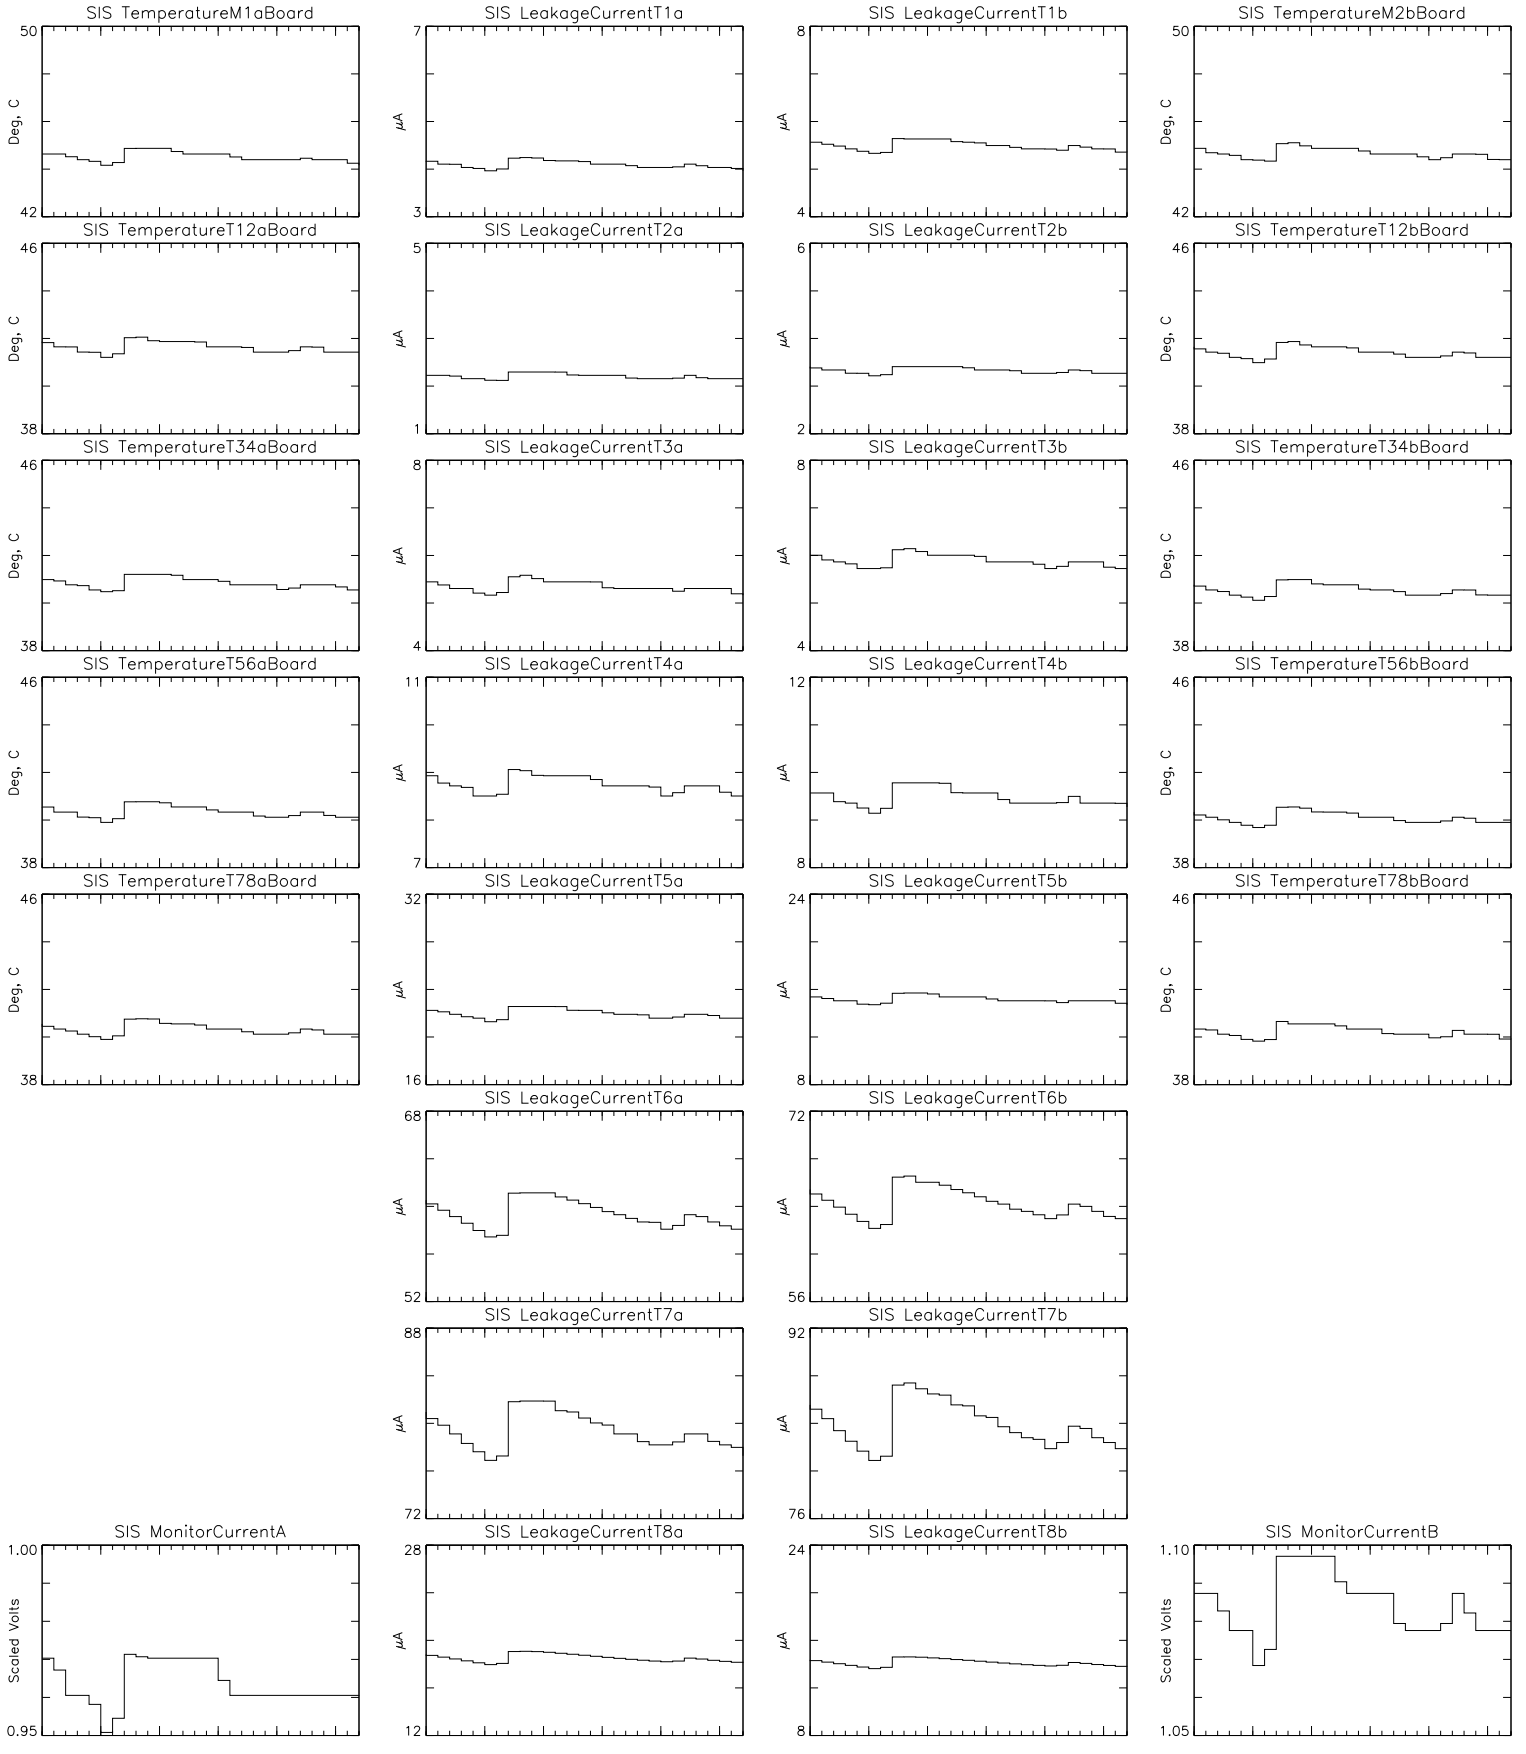 SIS TemperatureM1aBoard
50
Deg, C
42
SIS LeakageCurrentT1a
7
µA
3
SIS LeakageCurrentT1b
8
µA
4
SIS TemperatureM2bBoard
50
Deg, C
42
SIS TemperatureT12aBoard
46
Deg, C
38
SIS LeakageCurrentT2a
5
µA
1
SIS LeakageCurrentT2b
6
µA
2
SIS TemperatureT12bBoard
46
Deg, C
38
SIS TemperatureT34aBoard
46
Deg, C
38
SIS LeakageCurrentT3a
8
µA
4
SIS LeakageCurrentT3b
8
µA
4
SIS TemperatureT34bBoard
46
Deg, C
38
SIS TemperatureT56aBoard
46
Deg, C
38
SIS LeakageCurrentT4a
11
µA
7
SIS LeakageCurrentT4b
12
µA
8
SIS TemperatureT56bBoard
46
Deg, C
38
SIS TemperatureT78aBoard
46
Deg, C
38
SIS LeakageCurrentT5a
32
µA
16
SIS LeakageCurrentT5b
24
µA
8
SIS TemperatureT78bBoard
46
Deg, C
38
SIS LeakageCurrentT6a
68
µA
52
SIS LeakageCurrentT6b
72
µA
56
SIS LeakageCurrentT7a
88
µA
72
SIS LeakageCurrentT7b
92
µA
76
SIS MonitorCurrentA
1.00
Scaled Volts
0.95
SIS LeakageCurrentT8a
28
µA
12
SIS LeakageCurrentT8b
24
µA
8
SIS MonitorCurrentB
1.10
Scaled Volts
1.05